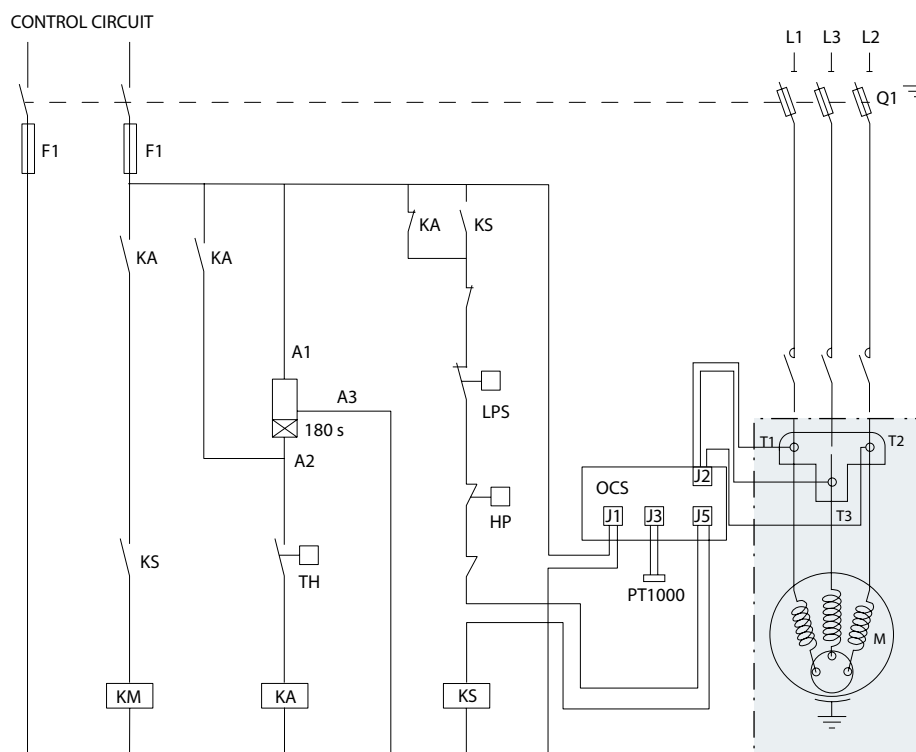 CONTROL CIRCUIT
L1 L3 L2
Q1
F1 F1
KA KS
KA KA
A1
A3
LPS
180 s
A2
T1 T2
J2
OCS
J1 J3 J5
HP
T3
KS
TH
PT1000
M
KM KA KS